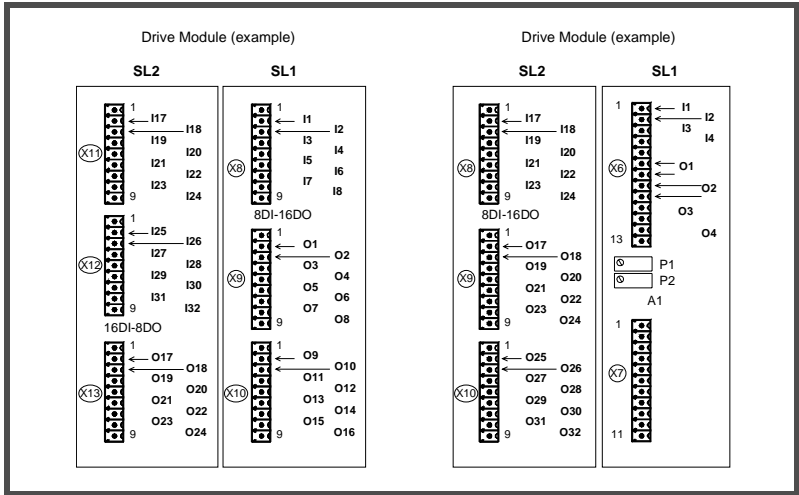 Drive Module (example)
SL2
SL1
1
I17
I18
I19
I20
X11
I21
I22
I23
9
I24
1
I25
I26
I27
X12
I28
I29
I30
I31
9
I32
16DI-8DO
1
O17
O18
O19
X13
O20
O21
O22
O23
9
O24
1
I1
I2
I3
I4
X8
I5
I6
I7
9
I8
8DI-16DO
1
O1
O2
O3
X9
O4
O5
O6
O7
9
O8
1
O9
O10
O11
X10
O12
O13
O14
O15
9
O16
Drive Module (example)
SL2
SL1
1
I17
I18
I19
I20
X8
I21
I22
I23
9
I24
8DI-16DO
1
O17
O18
O19
X9
O20
O21
O22
O23
9
O24
1
O25
O26
O27
X10
O28
O29
O30
O31
9
O32
1
I1
I2
I3
I4
X6
O1
O2
O3
O4
13
P1
P2
A1
1
X7
11